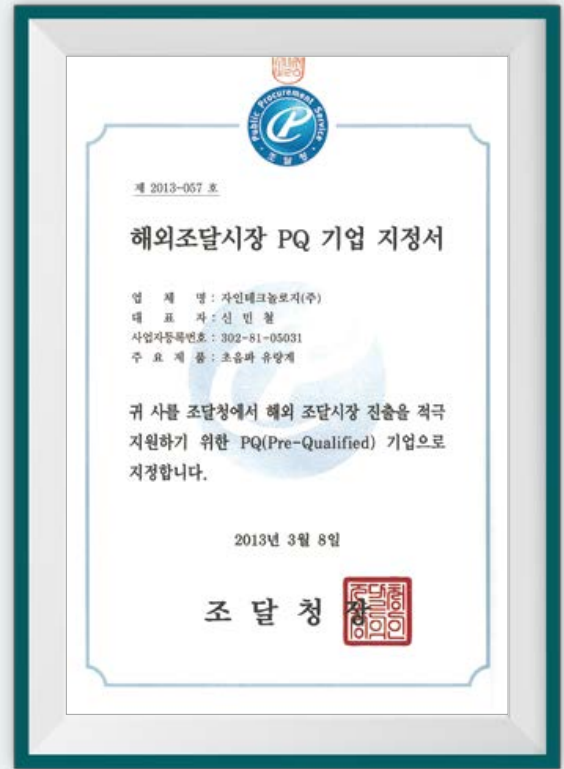 Public Procurement Service
조달청
제 2013-057 호
해외조달시장 PQ 기업 지정서
업 체 명 : 자인테크놀로지(주)
대 표 자 : 신 민 철
사업자등록번호 : 302-81-05031
주 요 제 품 : 초음파 유량계
귀 사를 조달청에서 해외 조달시장 진출을 적극
지원하기 위한 PQ(Pre-Qualified) 기업으로
지정합니다.
2013년 3월 8일
조 달 청 장